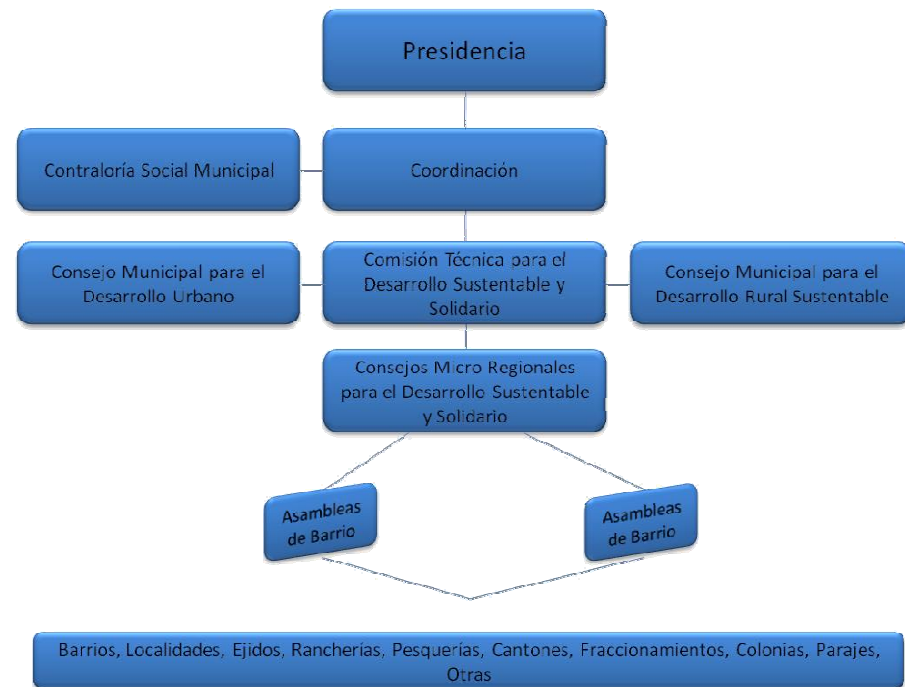 Presidencia
Contraloría Social Municipal
Coordinación
Consejo Municipal para el
Desarrollo Urbano
Comisión Técnica para el
Desarrollo Sustentable y
Solidario
Consejo Municipal para el
Desarrollo Rural Sustentable
Consejos Micro Regionales
para el Desarrollo Sustentable
y Solidario
Asambleas
de Barrio
Asambleas
de Barrio
Barrios, Localidades, Ejidos, Rancherías, Pesquerías, Cantones, Fraccionamientos, Colonias, Parajes,
Otras